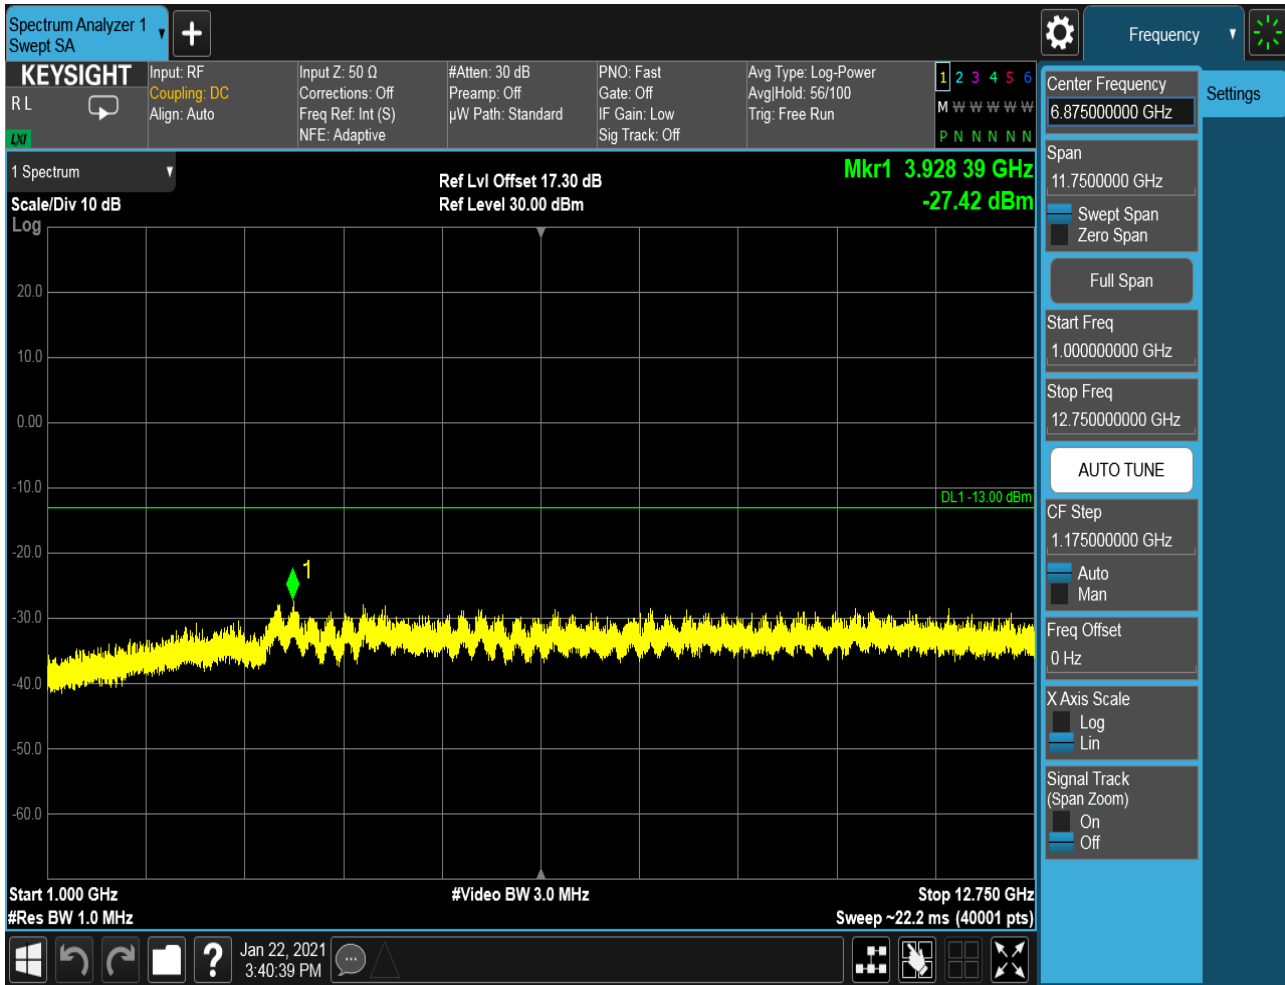 Spectrum Analyzer 1
Swept SA
Frequency
KEYSIGHT
R L
LXI
Input: RF
Coupling: DC
Align: Auto
Input Z: 50 Ω
Corrections: Off
Freq Ref: Int (S)
NFE: Adaptive
#Atten: 30 dB
Preamp: Off
µW Path: Standard
PNO: Fast
Gate: Off
IF Gain: Low
Sig Track: Off
Avg Type: Log-Power
Avg|Hold: 56/100
Trig: Free Run
1 2 3 4 5 6
M W W W W W
P N N N N N
Center Frequency
6.875000000 GHz
Settings
1 Spectrum
Scale/Div 10 dB
Log
Ref Lvl Offset 17.30 dB
Ref Level 30.00 dBm
Mkr1 3.928 39 GHz
-27.42 dBm
20.0
10.0
0.00
-10.0
-20.0
-30.0
-40.0
-50.0
-60.0
DL1 -13.00 dBm
1
Span
11.7500000 GHz
Swept Span
Zero Span
Full Span
Start Freq
1.000000000 GHz
Stop Freq
12.750000000 GHz
AUTO TUNE
CF Step
1.175000000 GHz
Auto
Man
Freq Offset
0 Hz
X Axis Scale
Log
Lin
Signal Track
(Span Zoom)
On
Off
Start 1.000 GHz
#Res BW 1.0 MHz
#Video BW 3.0 MHz
Stop 12.750 GHz
Sweep ~22.2 ms (40001 pts)
?
Jan 22, 2021
3:40:39 PM